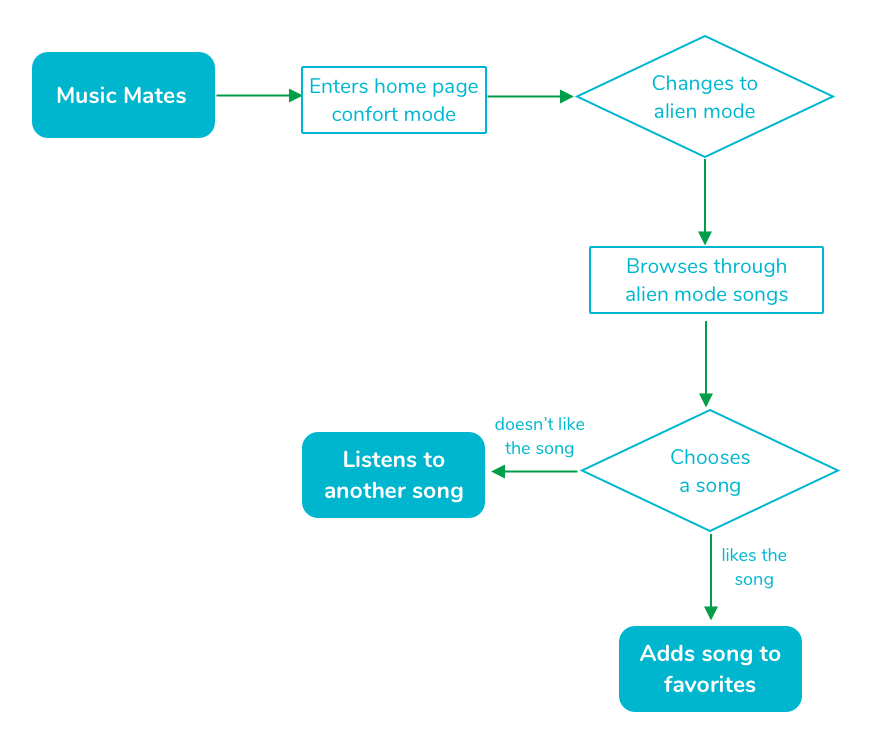 Music Mates
Enters home page
confort mode
Changes to
alien mode
Browses through
alien mode songs
doesn't like
the song
Chooses
a song
Listens to
another song
likes the
song
Adds song to
favorites